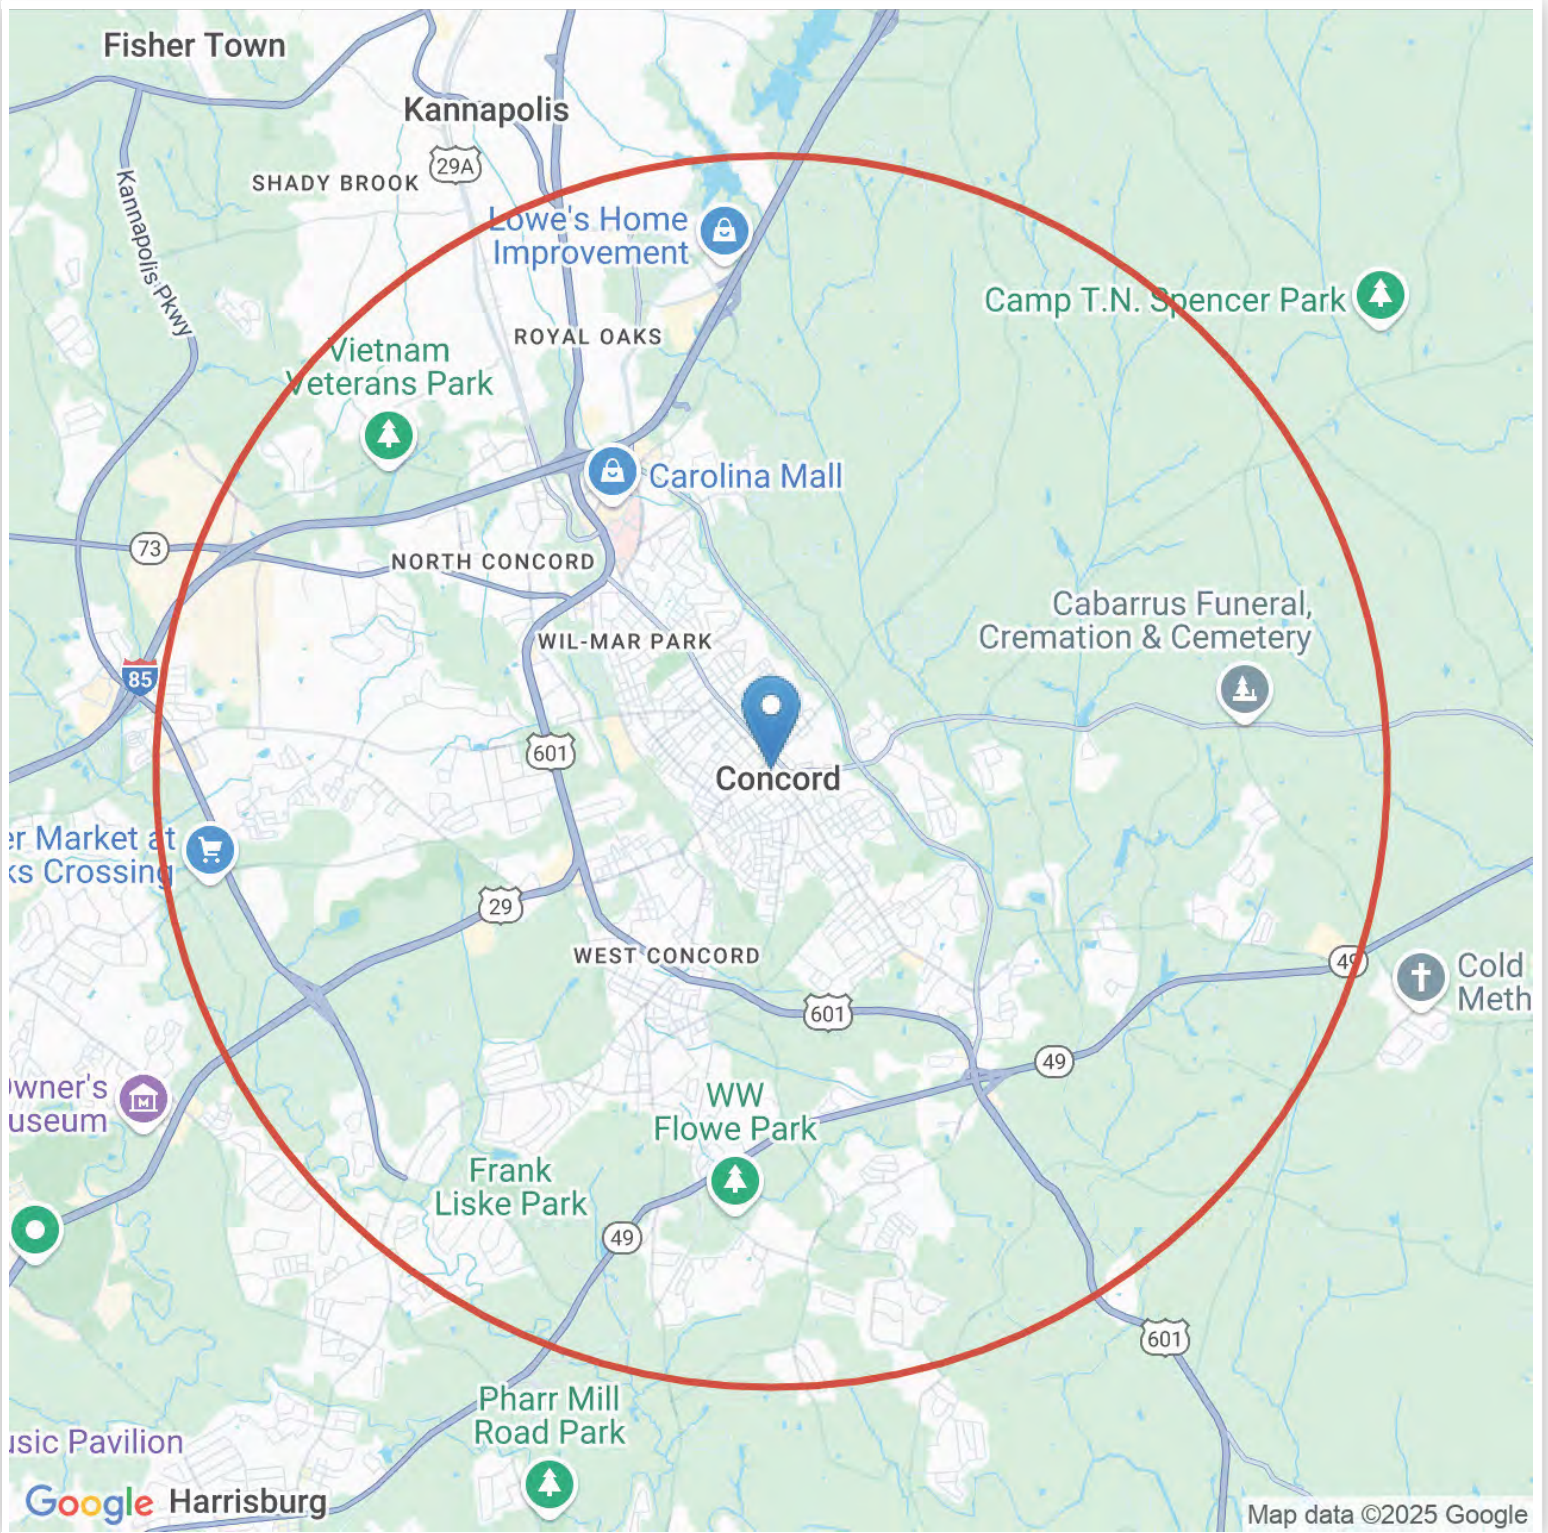 Fisher Town
Kannapolis
29A
SHADY BROOK
Kannapolis Pkwy
Lowe's Home
Improvement
Camp T.N. Spencer Park
ROYAL OAKS
Vietnam
Veterans Park
Carolina Mall
73
NORTH CONCORD
Cabarrus Funeral,
Cremation & Cemetery
WIL-MAR PARK
85
601
Concord
er Market at
ks Crossing
29
WEST CONCORD
49
Cold
Meth
601
49
wner's
useum
WW
Flowe Park
Frank
Liske Park
49
601
Pharr Mill
Road Park
usic Pavilion
Google
Harrisburg
Map data ©2025 Google